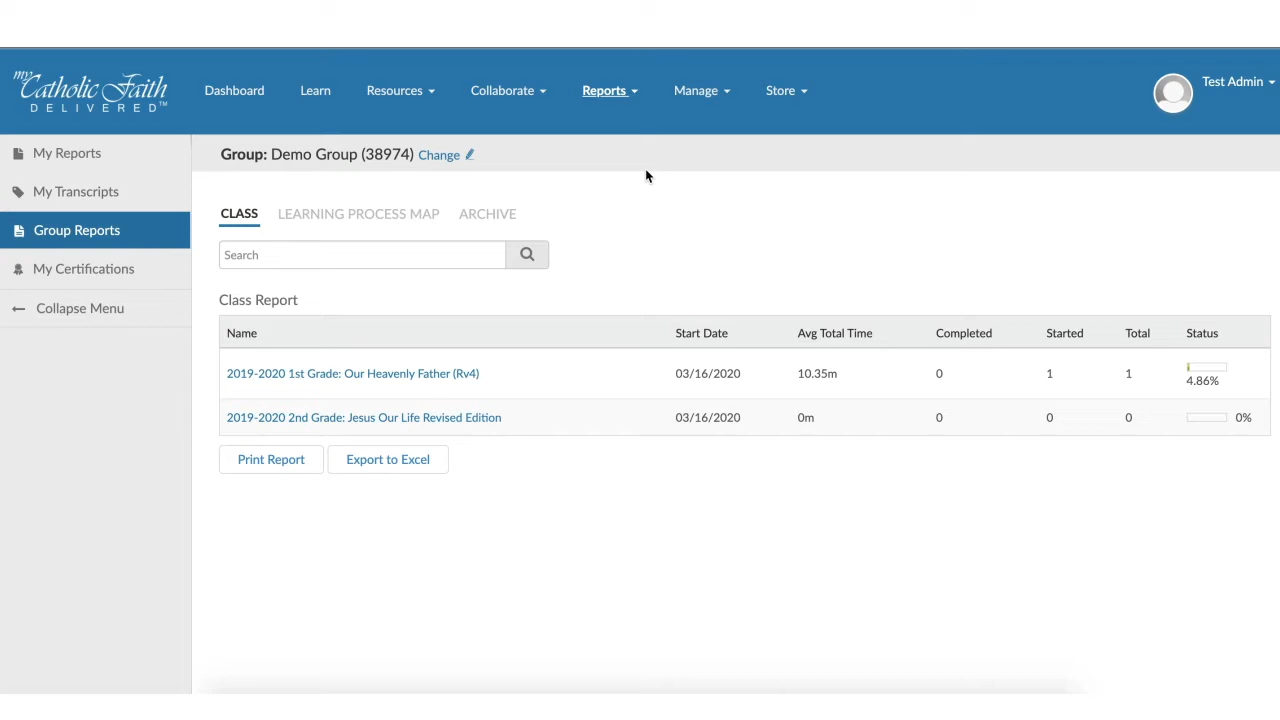 my Catholic Faith
DELIVERED™
Dashboard Learn Resources Collaborate Reports Manage Store
Test Admin
My Reports
My Transcripts
Group Reports
My Certifications
Collapse Menu
Group: Demo Group (38974) Change
CLASS LEARNING PROCESS MAP ARCHIVE
Search
Class Report
Name Start Date Avg Total Time Completed Started Total Status
2019-2020 1st Grade: Our Heavenly Father (Rv4) 03/16/2020 10.35m 0 1 1 4.86%
2019-2020 2nd Grade: Jesus Our Life Revised Edition 03/16/2020 0m 0 0 0 0%
Print Report Export to Excel